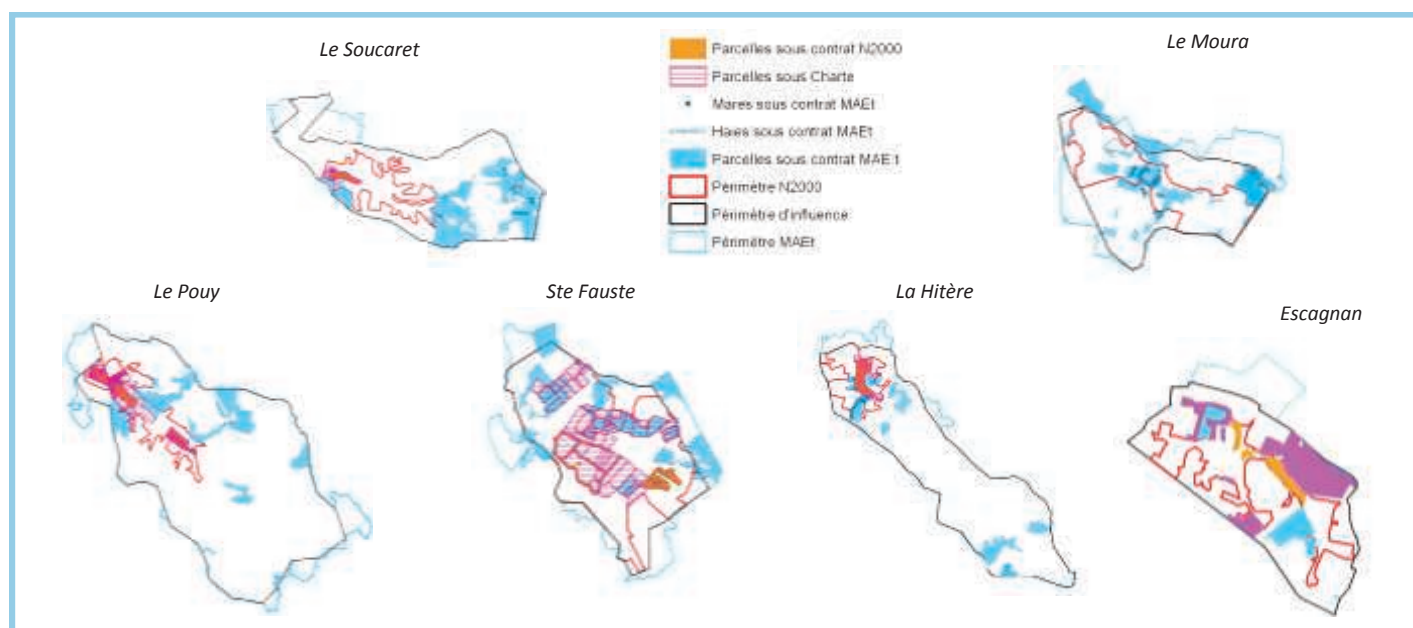 Le Soucaret
Parcelles sous contrat N2000
Parcelles sous Charte
Mares sous contrat MAEt
Haies sous contrat MAEt
Parcelles sous contrat MAEt
Périmètre N2000
Périmètre d'influence
Périmètre MAEt
Le Moura
Le Pouy
Ste Fauste
La Hitère
Escagnan